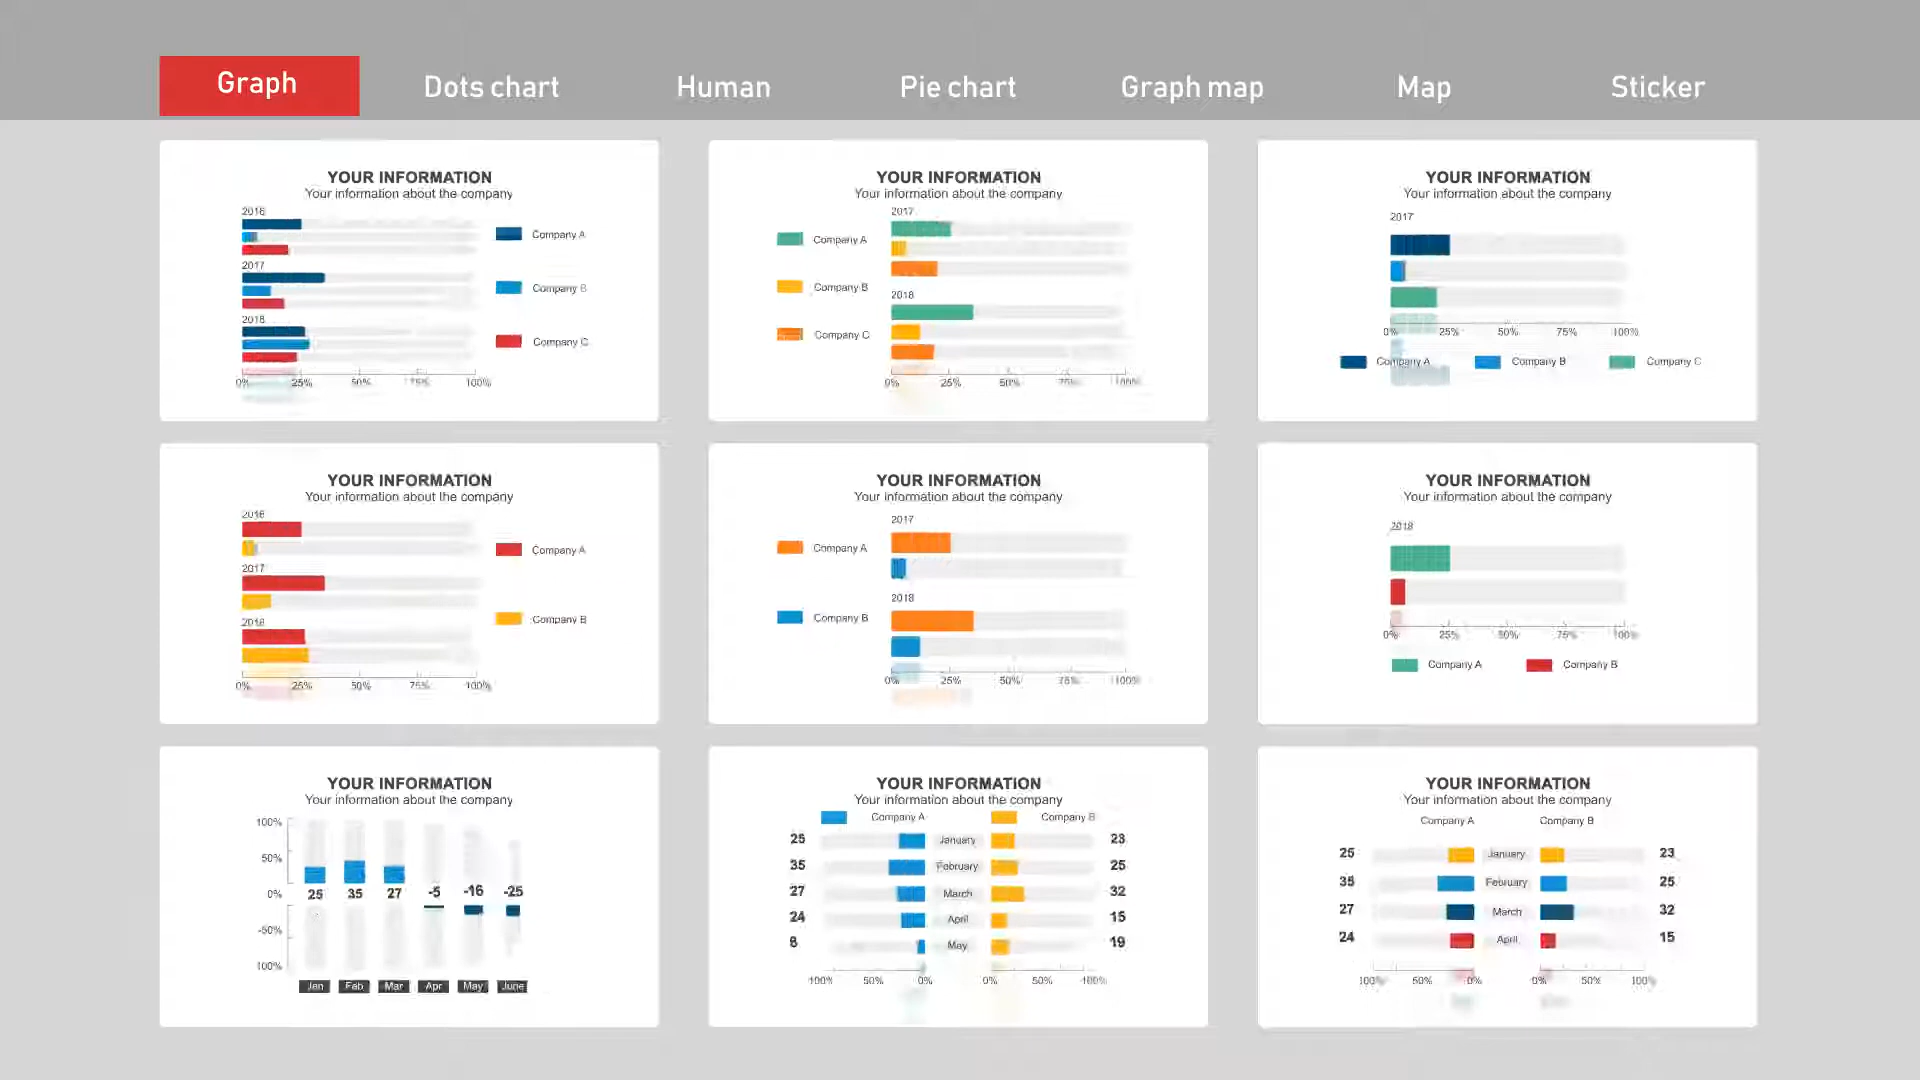 Graph Dots chart Human Pie chart Graph map Map Sticker
YOUR INFORMATION
Your information about the company
2016
Company A
2017
Company B
2018
Company C
0% 25% 50% 75% 100%
YOUR INFORMATION
Your information about the company
2017
Company A
Company B
2018
Company C
0% 25% 50% 75% 100%
YOUR INFORMATION
Your information about the company
2017
0% 25% 50% 75% 100%
Company A Company B Company C
YOUR INFORMATION
Your information about the company
2016
Company A
2017
Company B
2018
0% 25% 50% 75% 100%
YOUR INFORMATION
Your information about the company
2017
Company A
2018
Company B
0% 25% 50% 75% 100%
YOUR INFORMATION
Your information about the company
2018
0% 25% 50% 75% 100%
Company A Company B
YOUR INFORMATION
Your information about the company
100%
50%
0% 25 35 27 -5 -16 -25
-50%
100%
Jan Feb Mar Apr May June
YOUR INFORMATION
Your information about the company
Company A Company B
25 January 23
35 February 25
27 March 32
24 April 15
8 May 19
100% 50% 0% 0% 50% 100%
YOUR INFORMATION
Your information about the company
Company A Company B
25 January 23
35 February 25
27 March 32
24 April 15
100% 50% 0% 0% 50% 100%